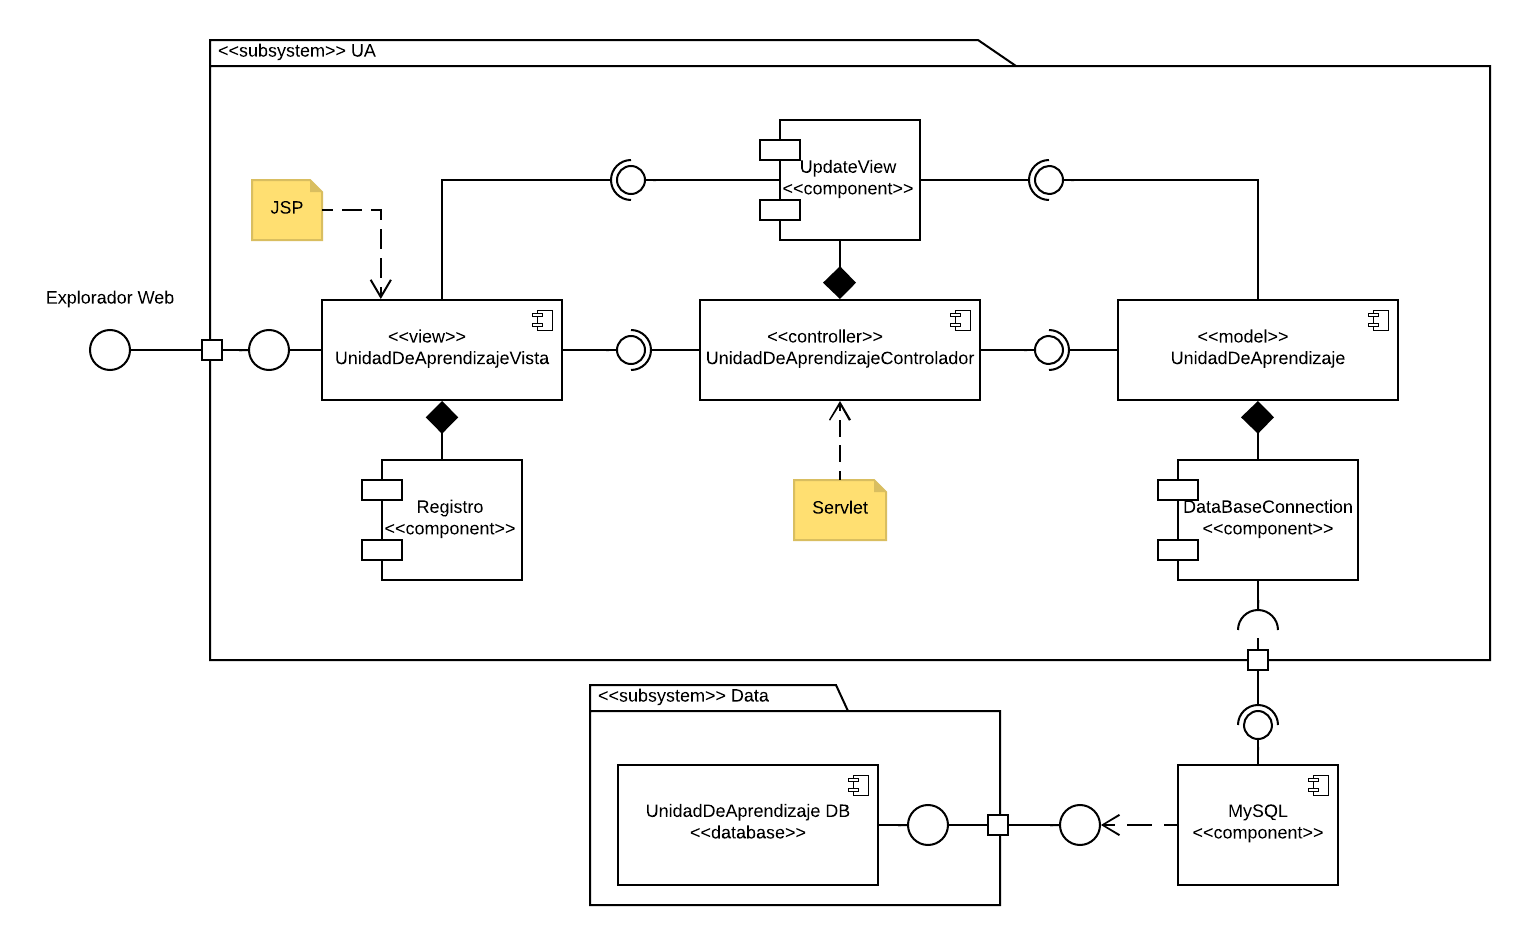 <<subsystem>> UA
UpdateView
<<component>>
JSP
Explorador Web
<<view>>
UnidadDeAprendizajeVista
<<controller>>
UnidadDeAprendizajeControlador
<<model>>
UnidadDeAprendizaje
Registro
<<component>>
Servlet
DataBaseConnection
<<component>>
<<subsystem>> Data
UnidadDeAprendizaje DB
<<database>>
MySQL
<<component>>